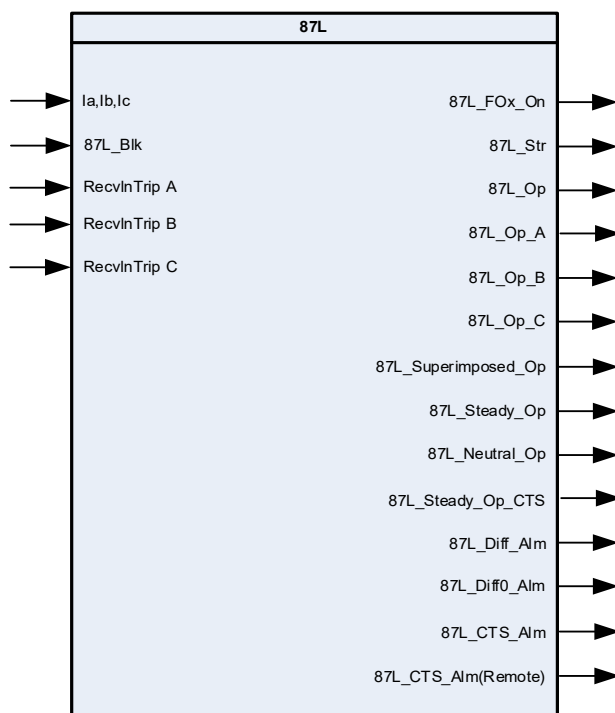 87L
Ia,Ib,Ic
87L_Blk
RecvInTrip A
RecvInTrip B
RecvInTrip C
87L_FOx_On
87L_Str
87L_Op
87L_Op_A
87L_Op_B
87L_Op_C
87L_Superimposed_Op
87L_Steady_Op
87L_Neutral_Op
87L_Steady_Op_CTS
87L_Diff_Alm
87L_Diff0_Alm
87L_CTS_Alm
87L_CTS_Alm(Remote)